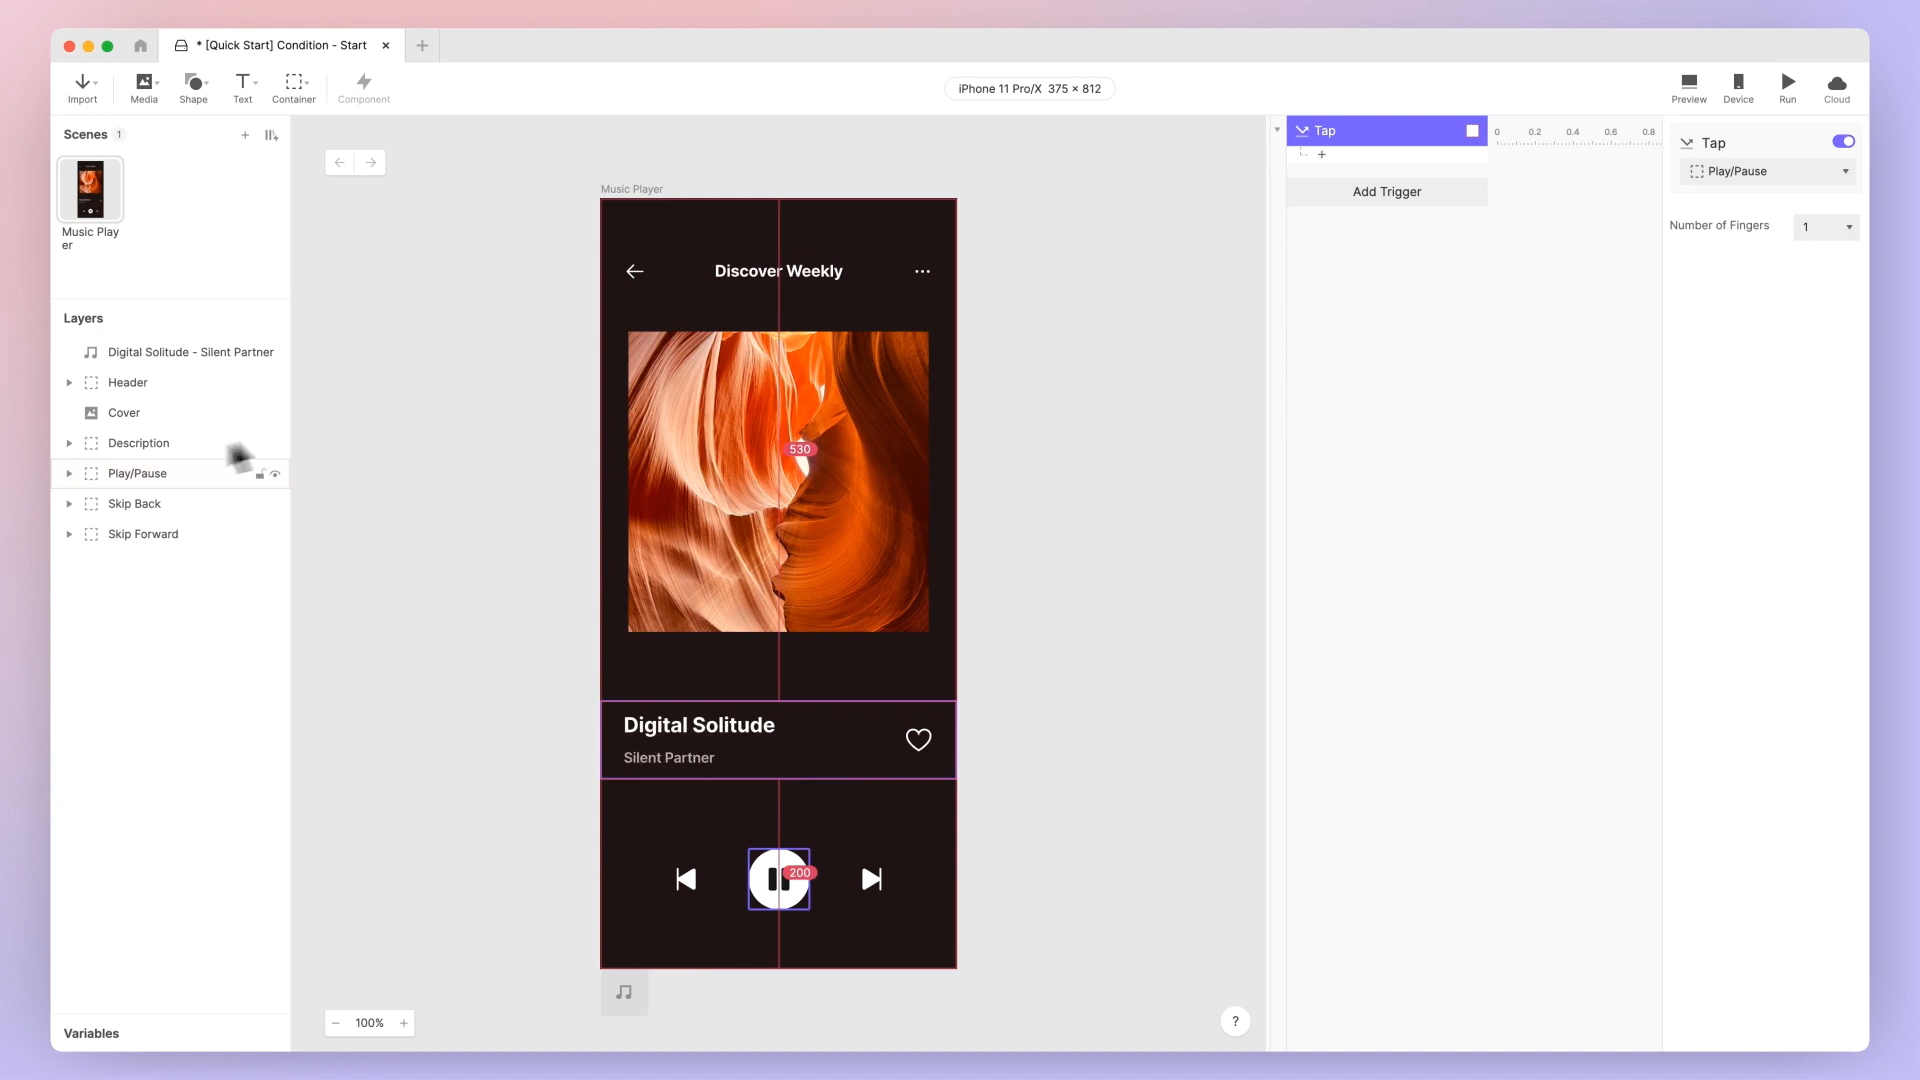 * [Quick Start] Condition - Start
Import
Media
Shape
Text
Container
Component
iPhone 11 Pro/X 375 × 812
Preview
Device
Run
Cloud
Scenes 1
Music Play
er
Layers
Digital Solitude - Silent Partner
Header
Cover
Description
Play/Pause
Skip Back
Skip Forward
Variables
Music Player
Discover Weekly
530
Digital Solitude
Silent Partner
200
100%
?
Tap
0 0.2 0.4 0.6 0.8
Add Trigger
Tap
Play/Pause
Number of Fingers 1